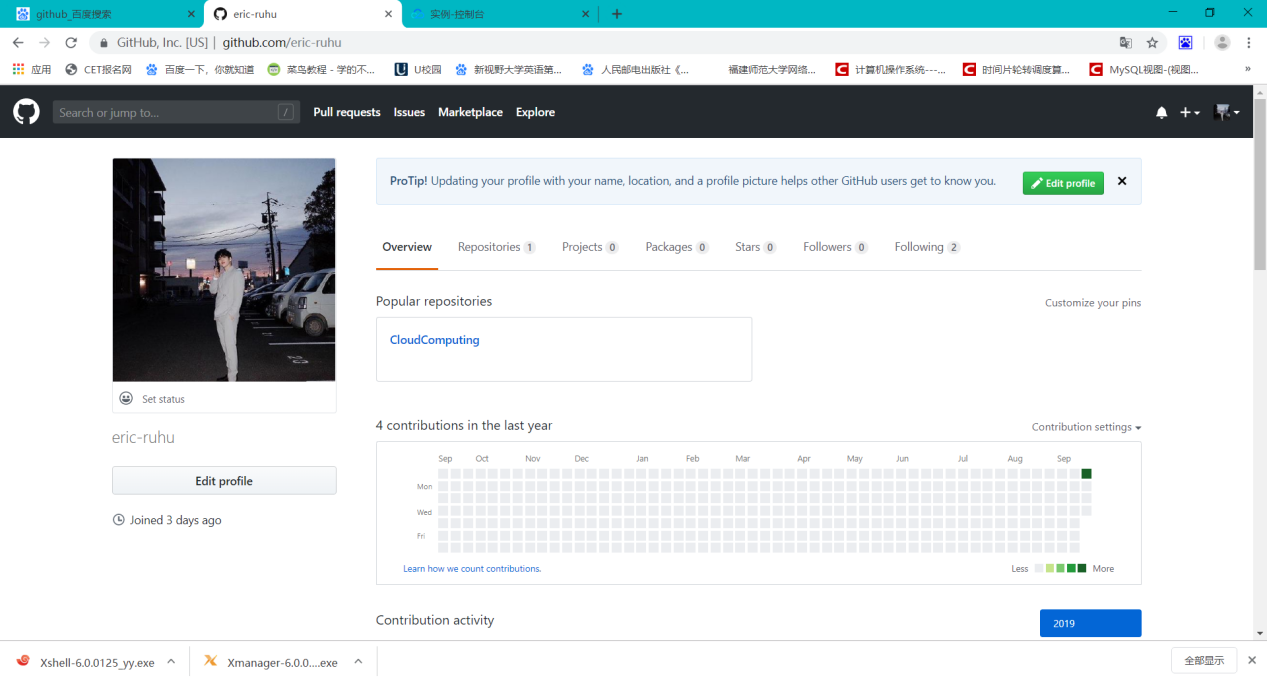 github_百度搜索
eric-ruhu
实例-控制台
GitHub, Inc. [US] | github.com/eric-ruhu
应用
CET报名网
百度一下，你就知道
菜鸟教程 - 学的不...
U校园
新视野大学英语第...
人民邮电出版社《...
福建师范大学网络...
计算机操作系统---...
时间片轮转调度算...
MySQL视图-(视图...
»
Search or jump to...
/
Pull requests
Issues
Marketplace
Explore
ProTip! Updating your profile with your name, location, and a profile picture helps other GitHub users get to know you.
Edit profile
Overview
Repositories 1
Projects 0
Packages 0
Stars 0
Followers 0
Following 2
Popular repositories
Customize your pins
CloudComputing
Set status
eric-ruhu
Edit profile
Joined 3 days ago
4 contributions in the last year
Contribution settings
Sep Oct Nov Dec Jan Feb Mar Apr May Jun Jul Aug Sep
Mon
Wed
Fri
Learn how we count contributions.
Less
More
Contribution activity
2019
Xshell-6.0.0125_yy.exe
Xmanager-6.0.0....exe
全部显示